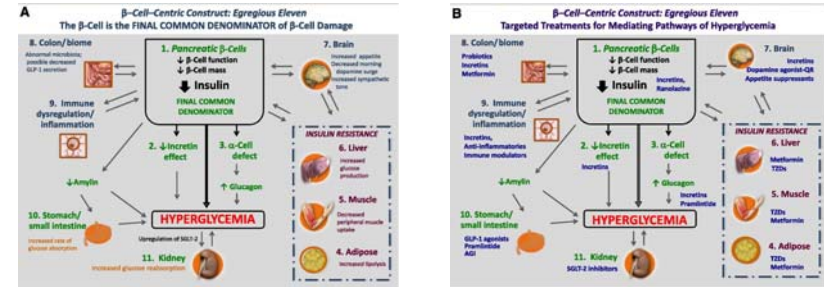 A
β–Cell–Centric Construct: Egregious Eleven
The β-Cell is the FINAL COMMON DENOMINATOR of β-Cell Damage
8. Colon/biome
Abnormal microbiota;
possible decreased
GLP-1 secretion
1. Pancreatic β-Cells
↓ β-Cell function
↓ β-Cell mass
↓ Insulin
FINAL COMMON
DENOMINATOR
7. Brain
Increased appetite
Decreased morning
dopamine surge
Increased sympathetic
tone
9. Immune
dysregulation/
inflammation
2. ↓Incretin
effect
3. α-Cell
defect
↑ Glucagon
↓Amylin
INSULIN RESISTANCE
6. Liver
Increased
glucose
production
5. Muscle
Decreased
peripheral muscle
uptake
4. Adipose
Increased lipolysis
10. Stomach/
small intestine
Increased rate of
glucose absorption
HYPERGLYCEMIA
Upregulation of SGLT-2
11. Kidney
Increased glucose reabsorption
B
β–Cell–Centric Construct: Egregious Eleven
Targeted Treatments for Mediating Pathways of Hyperglycemia
8. Colon/biome
Probiotics
Incretins
Metformin
1. Pancreatic β-Cells
↓ β-Cell function
↓ β-Cell mass
↓ Insulin
Incretins,
Ranolazine
FINAL COMMON
DENOMINATOR
7. Brain
Incretins
Dopamine agonist-QR
Appetite suppressants
9. Immune
dysregulation/
inflammation
Incretins,
Anti-inflammatories
Immune modulators
2. ↓Incretin
effect
Incretins
3. α-Cell
defect
↑ Glucagon
Incretins
Pramlintide
↓Amylin
INSULIN RESISTANCE
6. Liver
Metformin
TZDs
5. Muscle
TZDs
Metformin
4. Adipose
TZDs
Metformin
10. Stomach/
small intestine
GLP-1 agonists
Pramlintide
AGI
HYPERGLYCEMIA
11. Kidney
SGLT-2 inhibitors